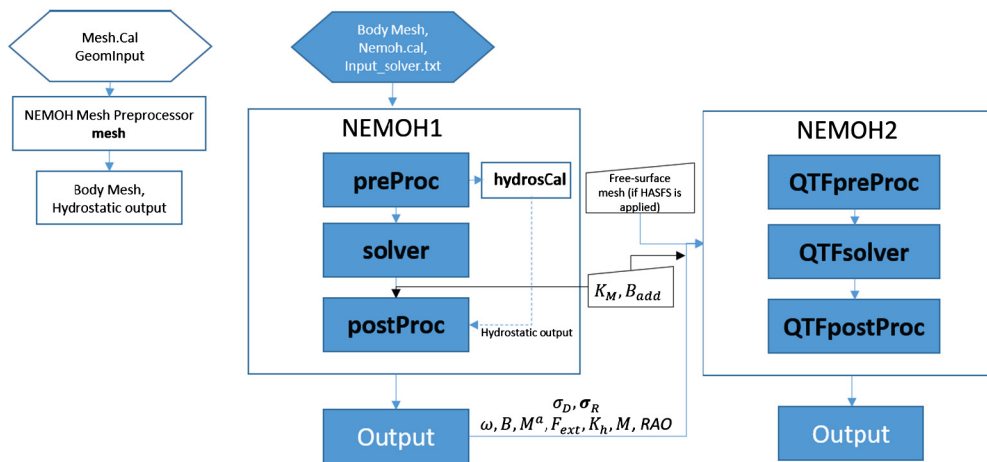 Mesh.Cal
GeomInput
NEMOH Mesh Preprocessor
mesh
Body Mesh,
Hydrostatic output
Body Mesh,
Nemoh.cal,
Input_solver.txt
NEMOH1
preProc
hydrosCal
solver
postProc
Hydrostatic output
Output
σ_D, σ_R
ω, B, M^a, F_ext, K_h, M, RAO
Free-surface
mesh (if HASFS is
applied)
K_M, B_add
NEMOH2
QTFpreProc
QTFsolver
QTFpostProc
Output